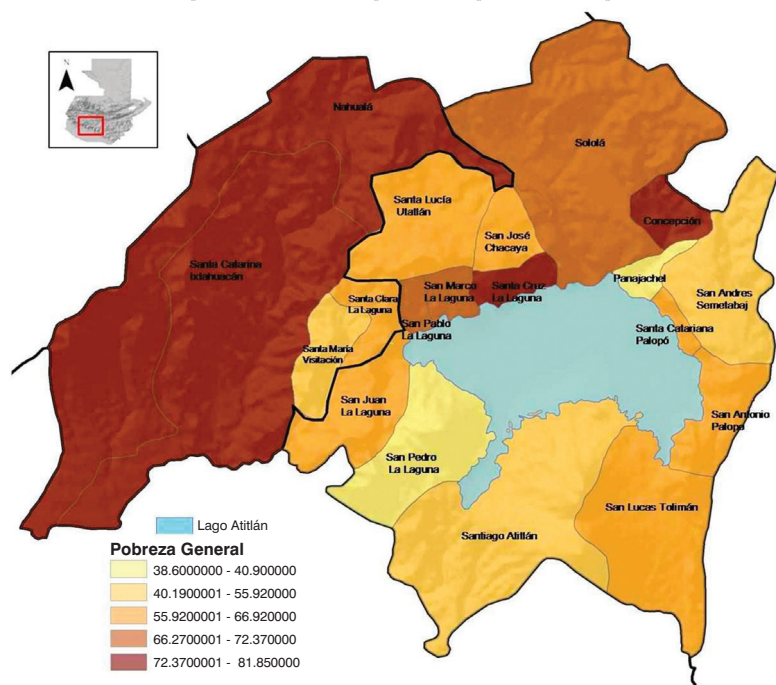 N
Nahualá
Sololá
Santa Lucía
Utatlán
San José
Chacaya
Concepción
Santa Catarina
Ixtahuacán
Santa Clara
La Laguna
San Marco
La Laguna
Santa Cruz
La Laguna
Panajachel
San Andres
Semetabaj
San Pablo
La Laguna
Santa Catariana
Palopó
Santa María
Visitación
San Juan
La Laguna
San Antonio
Palopa
San Pedro
La Laguna
San Lucas Tolimán
Santiago Atitlán
Lago Atitlán
Pobreza General
38.6000000 - 40.900000
40.1900001 - 55.920000
55.9200001 - 66.920000
66.2700001 - 72.370000
72.3700001 - 81.850000